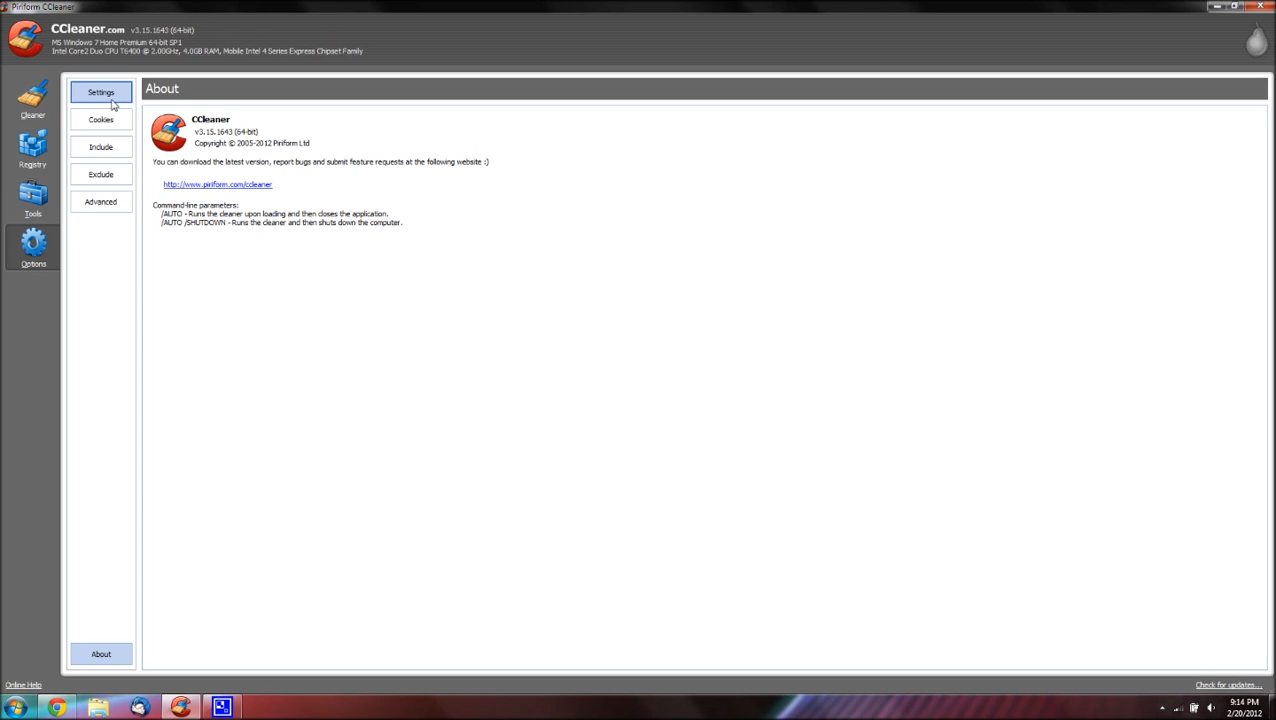 Piriform CCleaner
CCleaner.com v3.15.1643 (64-bit)
MS Windows 7 Home Premium 64-bit SP1
Intel Core2 Duo CPU T6400 @ 2.00GHz, 4.0GB RAM, Mobile Intel 4 Series Express Chipset Family
Cleaner
Registry
Tools
Options
Settings
Cookies
Include
Exclude
Advanced
About
About
CCleaner
v3.15.1643 (64-bit)
Copyright © 2005-2012 Piriform Ltd
You can download the latest version, report bugs and submit feature requests at the following website :)
http://www.piriform.com/ccleaner
Command-line parameters:
/AUTO - Runs the cleaner upon loading and then closes the application.
/AUTO /SHUTDOWN - Runs the cleaner and then shuts down the computer.
Online Help
Check for updates...
9:14 PM
2/20/2012